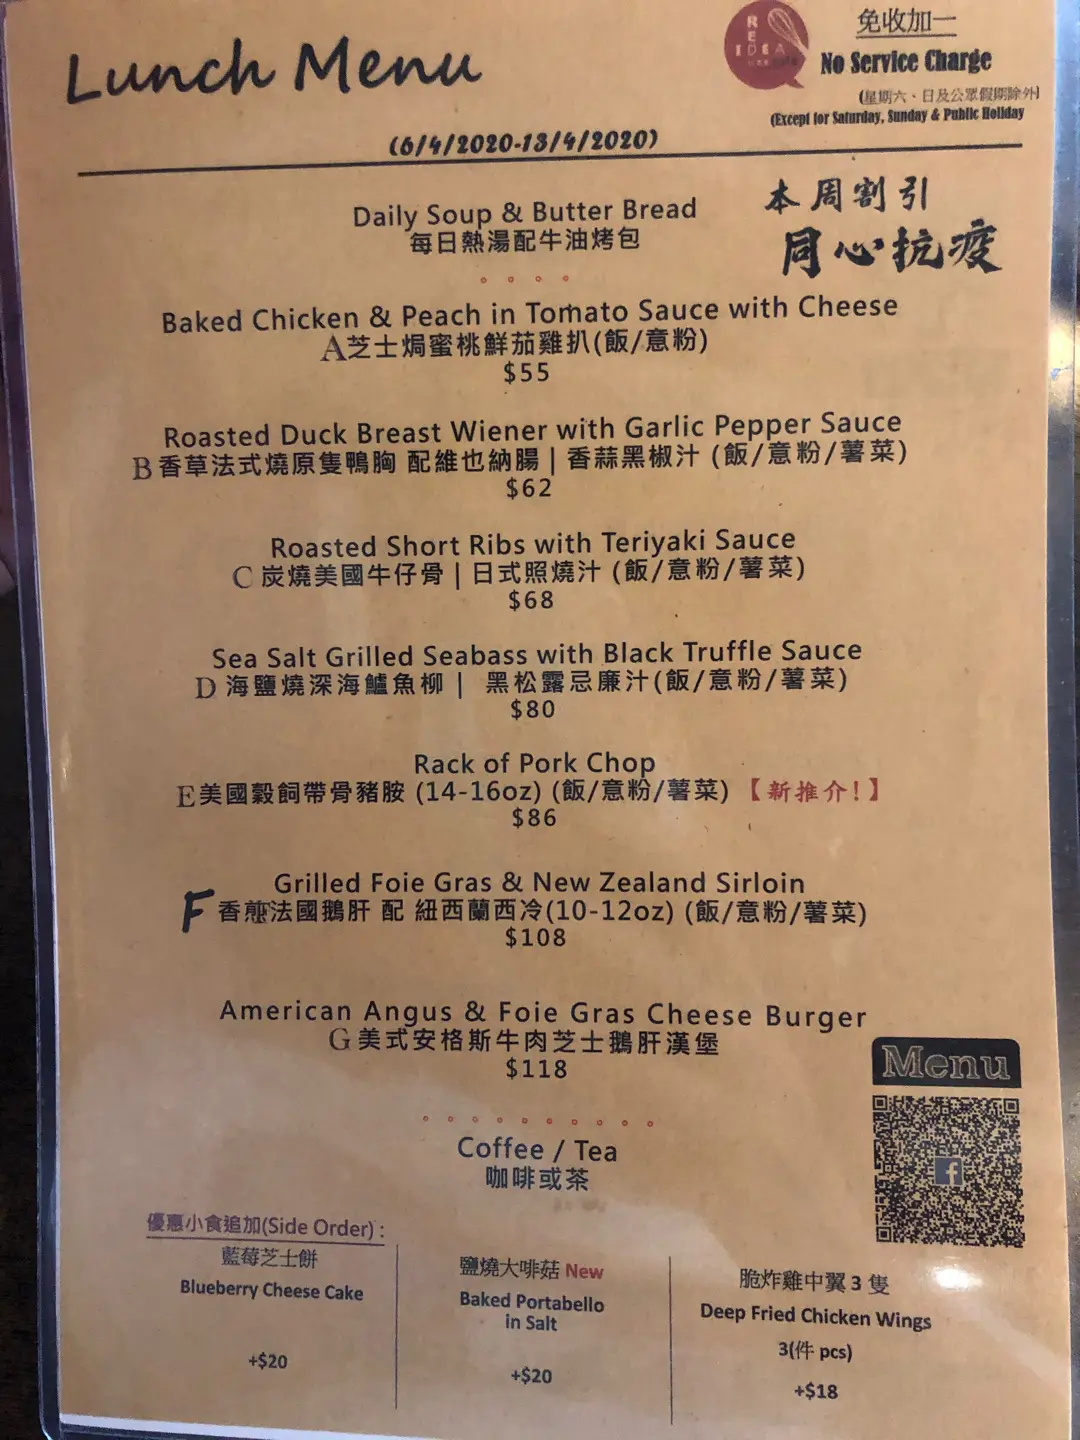 Lunch Menu
RE
IDEA
免收加一
No Service Charge
(星期六、日及公眾假期除外)
(Except for Saturday, Sunday & Public Holiday
(6/4/2020-13/4/2020)
本周割引
同心抗疫
Daily Soup & Butter Bread
每日熱湯配牛油烤包
Baked Chicken & Peach in Tomato Sauce with Cheese
A芝士焗蜜桃鮮茄雞扒(飯/意粉)
$55
Roasted Duck Breast Wiener with Garlic Pepper Sauce
B香草法式燒原隻鴨胸 配維也納腸 | 香蒜黑椒汁 (飯/意粉/薯菜)
$62
Roasted Short Ribs with Teriyaki Sauce
C 炭燒美國牛仔骨 | 日式照燒汁 (飯/意粉/薯菜)
$68
Sea Salt Grilled Seabass with Black Truffle Sauce
D 海鹽燒深海鱸魚柳 | 黑松露忌廉汁(飯/意粉/薯菜)
$80
Rack of Pork Chop
E美國穀飼帶骨豬胺 (14-16oz) (飯/意粉/薯菜) 【新推介!】
$86
Grilled Foie Gras & New Zealand Sirloin
F 香煎法國鵝肝 配 紐西蘭西冷(10-12oz) (飯/意粉/薯菜)
$108
American Angus & Foie Gras Cheese Burger
G 美式安格斯牛肉芝士鵝肝漢堡
$118
Menu
f
Coffee / Tea
咖啡或茶
優惠小食追加(Side Order) :
藍莓芝士餅
Blueberry Cheese Cake
+$20
鹽燒大啡菇 New
Baked Portabello
in Salt
+$20
脆炸雞中翼 3 隻
Deep Fried Chicken Wings
3(件 pcs)
+$18